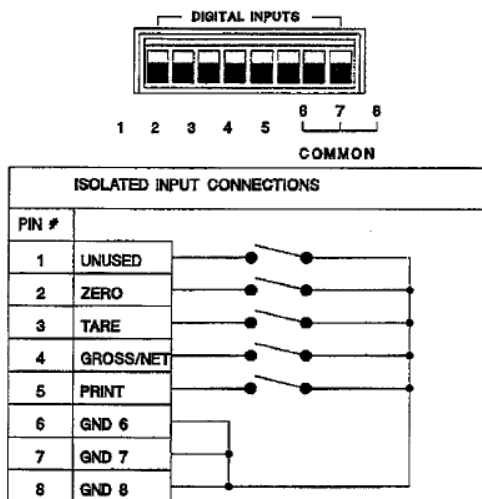 DIGITAL INPUTS
1 2 3 4 5 6 7 8
COMMON
ISOLATED INPUT CONNECTIONS
PIN #
1 UNUSED
2 ZERO
3 TARE
4 GROSS/NET
5 PRINT
6 GND 6
7 GND 7
8 GND 8